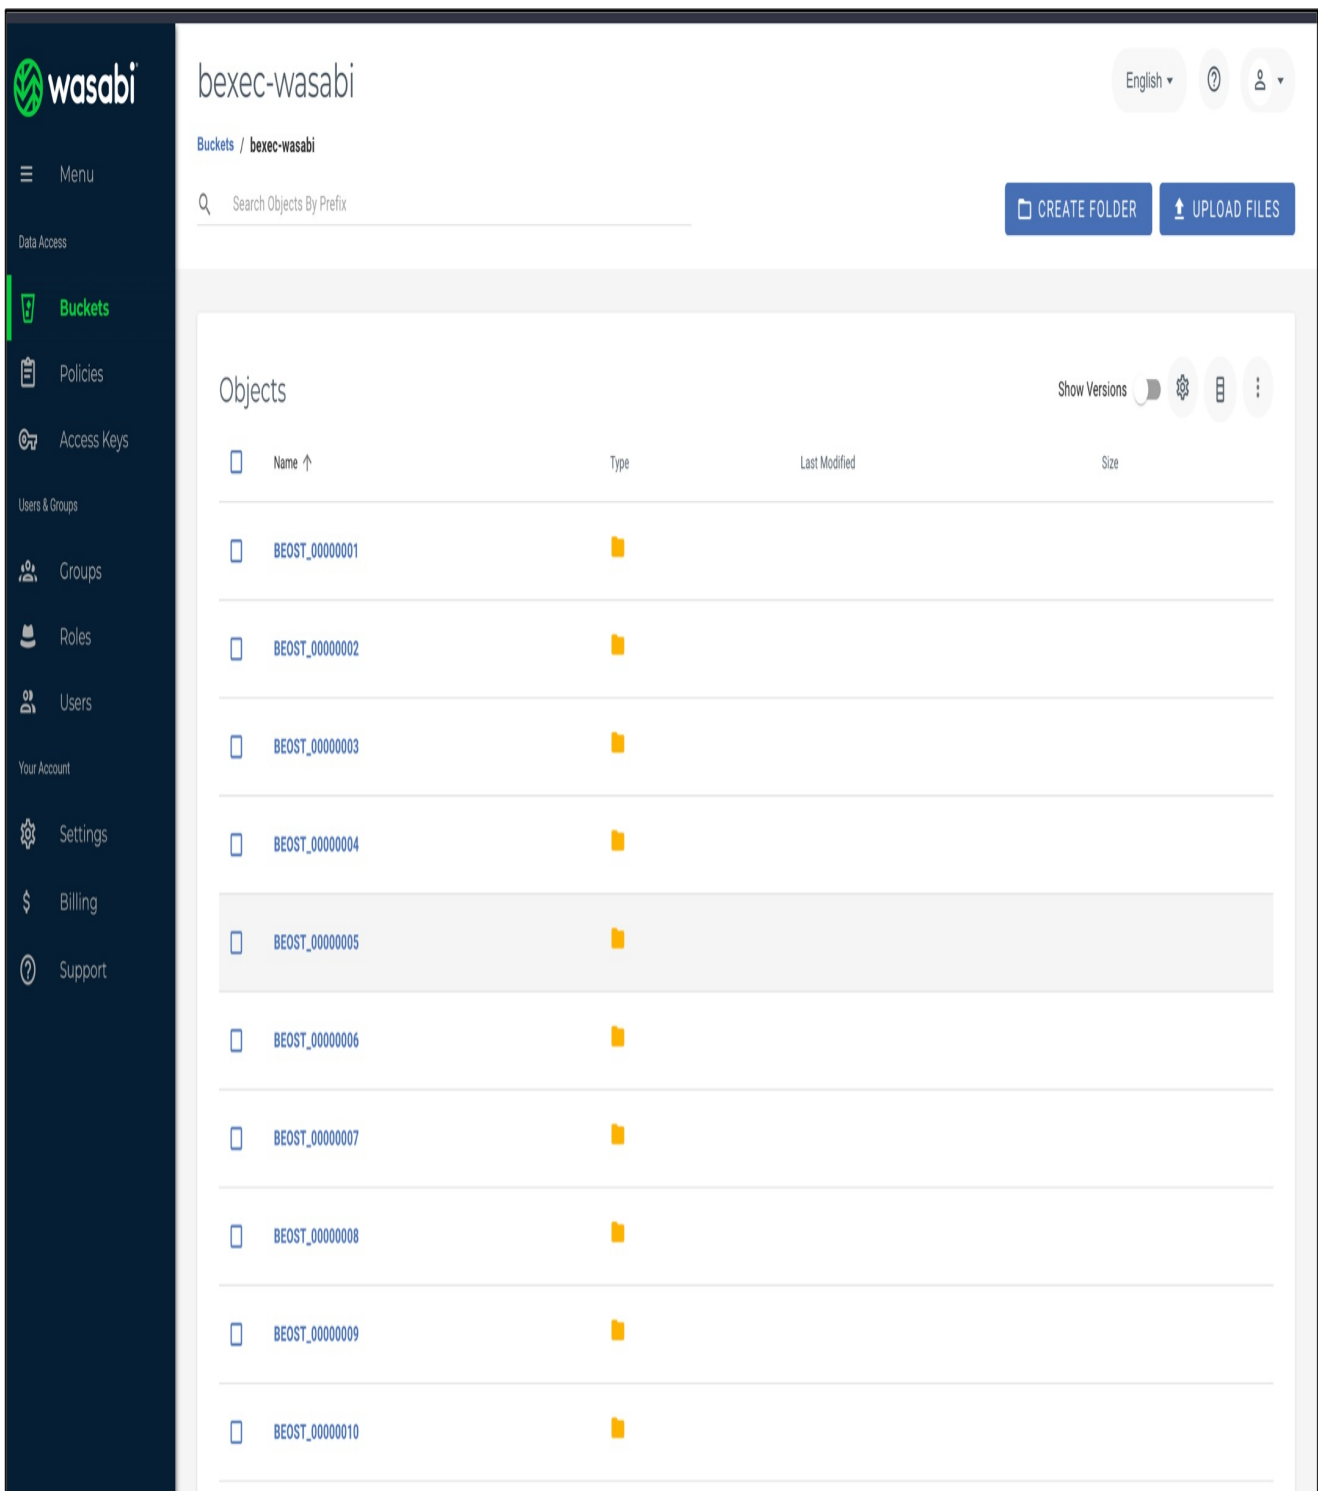 wasabi
bexec-wasabi
English
Buckets / bexec-wasabi
Menu
Search Objects By Prefix
CREATE FOLDER
UPLOAD FILES
Data Access
Buckets
Policies
Access Keys
Users & Groups
Groups
Roles
Users
Your Account
Settings
Billing
Support
Objects
Show Versions
Name Type Last Modified Size
BEOST_00000001
BEOST_00000002
BEOST_00000003
BEOST_00000004
BEOST_00000005
BEOST_00000006
BEOST_00000007
BEOST_00000008
BEOST_00000009
BEOST_00000010